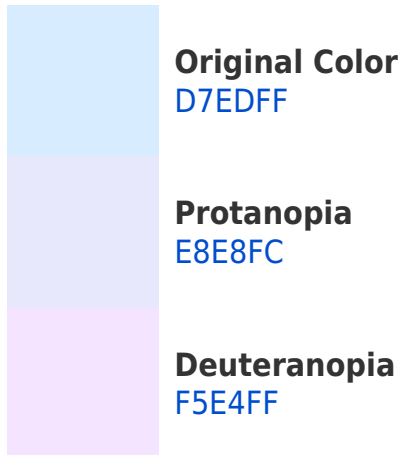 Original Color
D7EDFF
Protanopia
E8E8FC
Deuteranopia
F5E4FF